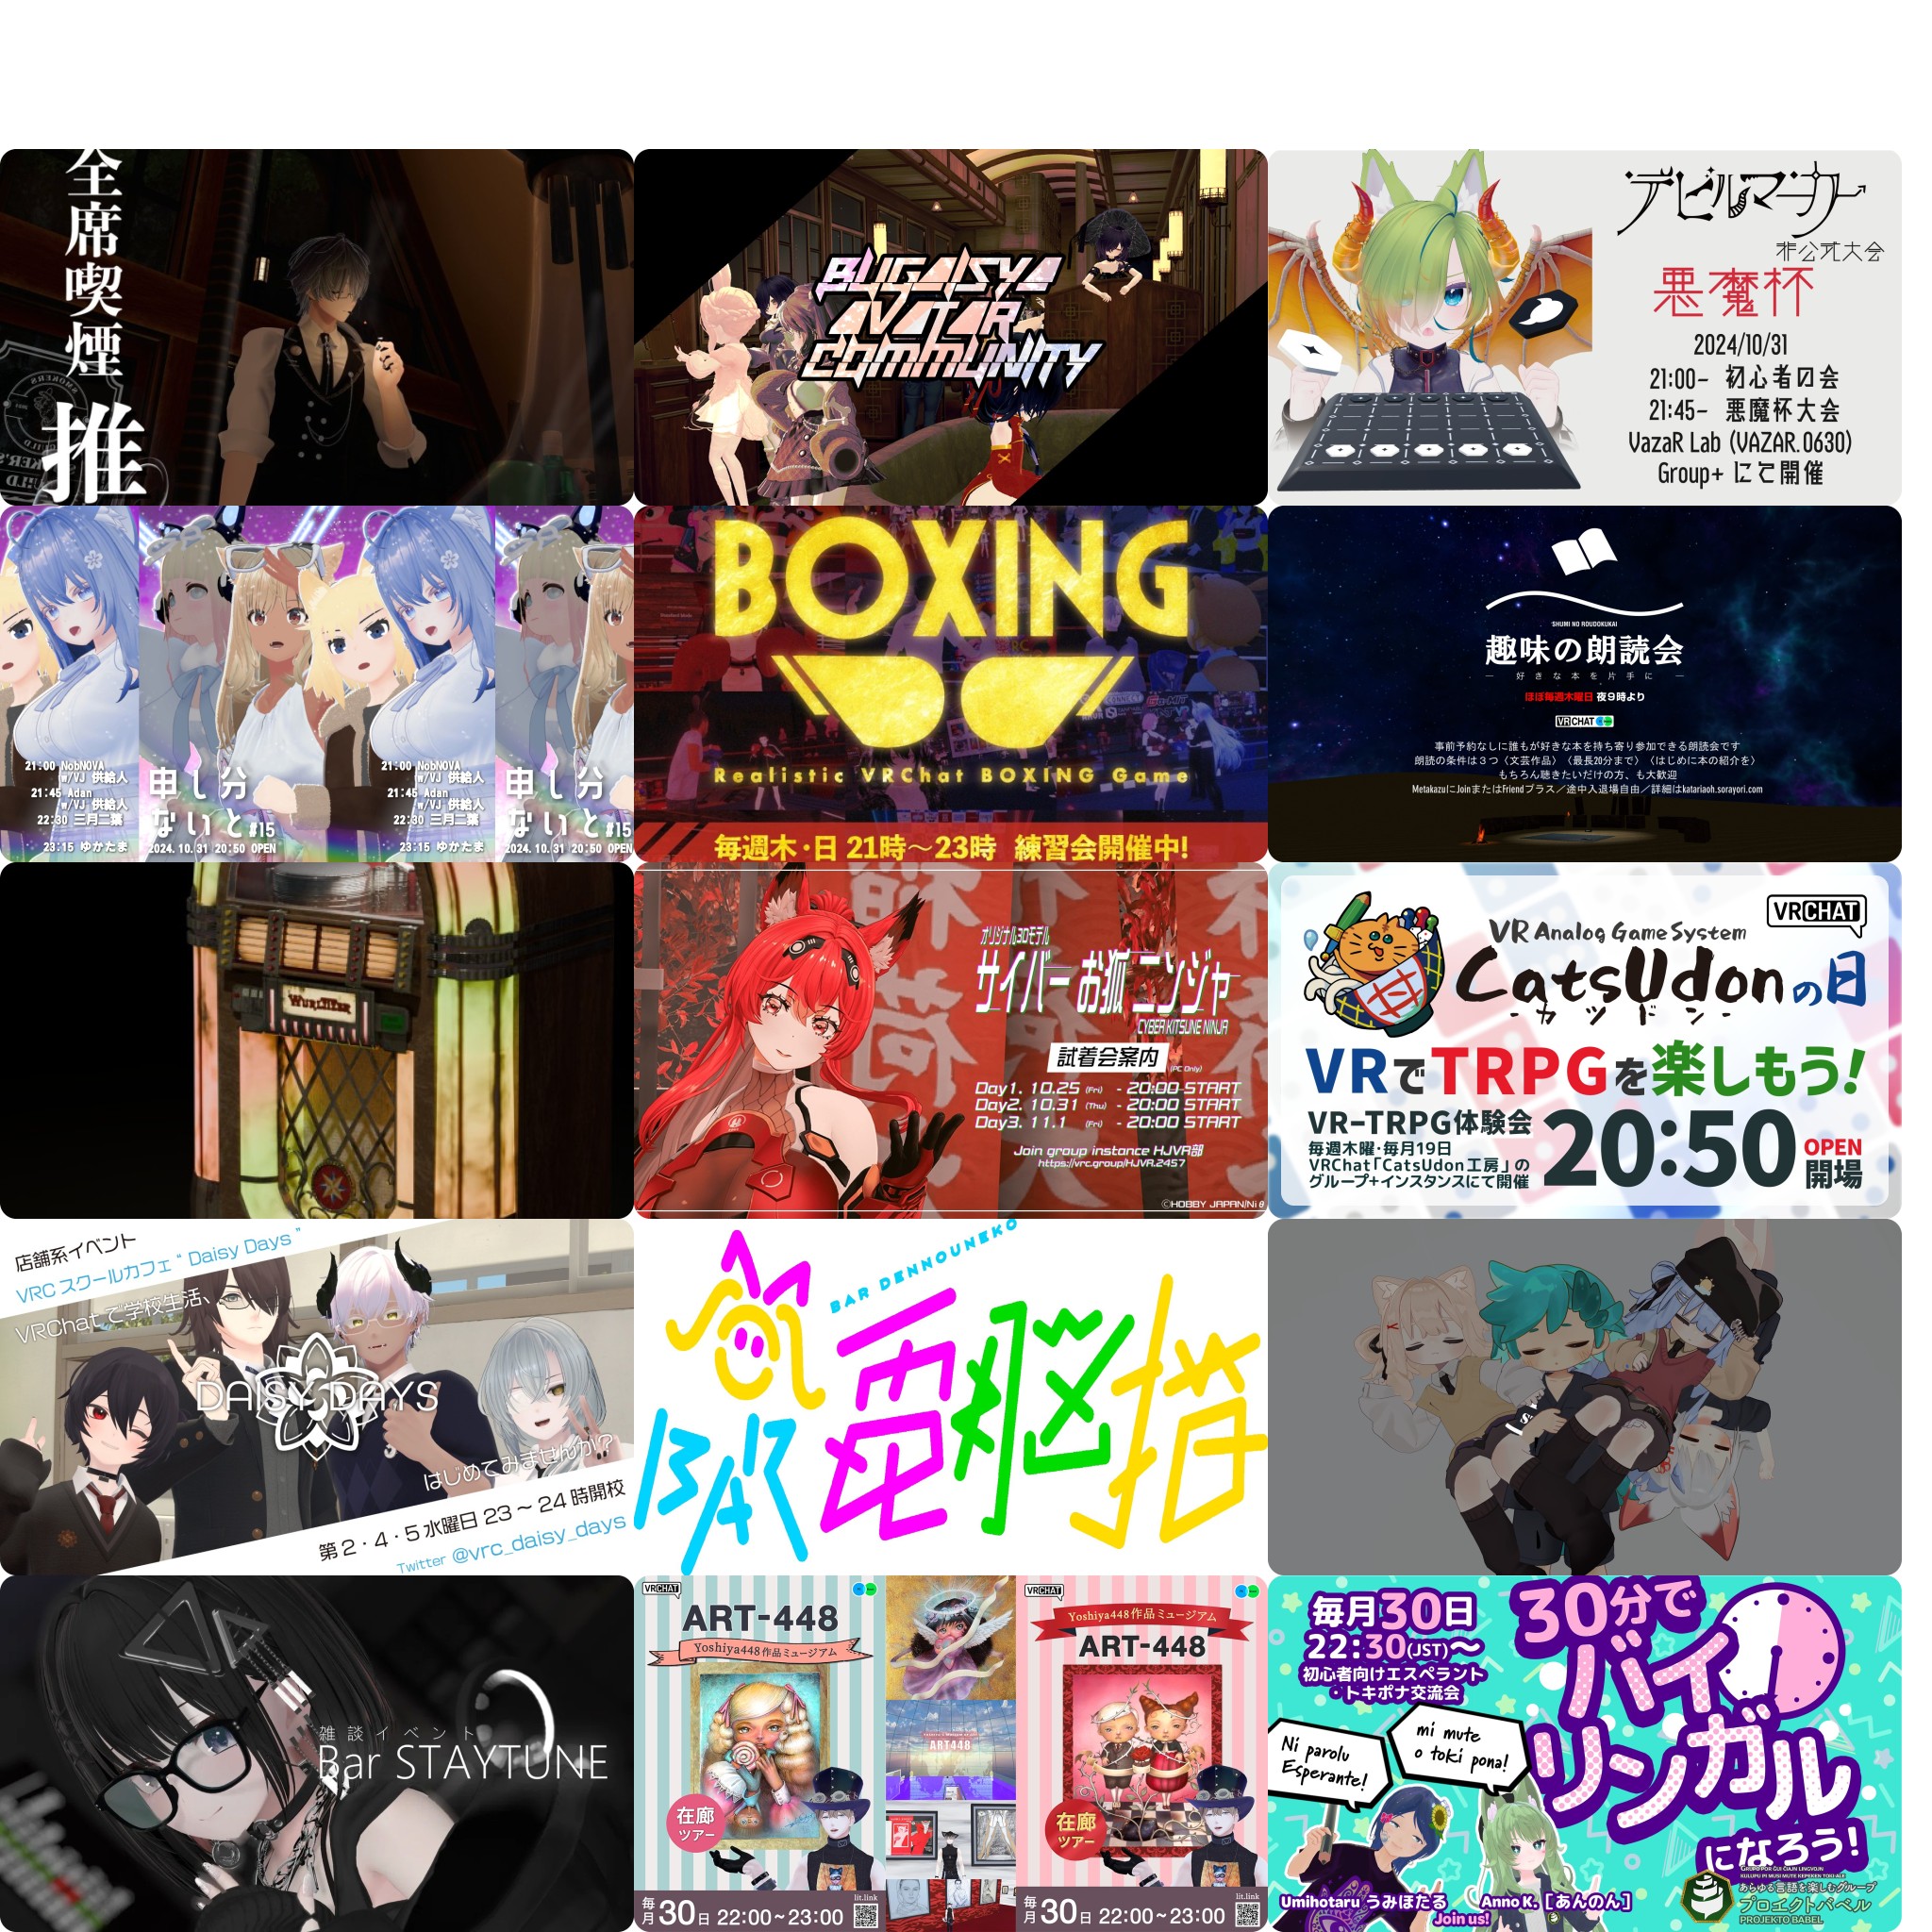 全席喫煙
推
BUGAISYA
AVATAR
COMMUNITY
デビルマーカー
非公式大会
悪魔杯
2024/10/31
21:00- 初心者の会
21:45- 悪魔杯大会
VazaR Lab (VAZAR.0630)
Group+ にて開催
21:00 NobNOVA
w/VJ 供給人
21:45 Adan
w/VJ 供給人
22:30 三月二葉
23:15 ゆかたま
申し分
ないと#15
2024.10.31 20:50 OPEN
21:00 NobNOVA
w/VJ 供給人
21:45 Adan
w/VJ 供給人
22:30 三月二葉
23:15 ゆかたま
申し分
ないと#15
2024.10.31 20:50 OPEN
BOXING
Realistic VRChat BOXING Game
毎週木・日 21時～23時 練習会開催中!
SHUMI NO ROUDOKUKAI
趣味の朗読会
― 好きな本を片手に ―
ほぼ毎週木曜日 夜9時より
VRCHAT
事前予約なしに誰もが好きな本を持ち寄り参加できる朗読会です
朗読の条件は３つ〈文芸作品〉〈最長20分まで〉〈はじめに本の紹介を〉
もちろん聴きたいだけの方、も大歓迎
MetakazuにJoinまたはFriendプラス／途中入退場自由／詳細はkatariaoh.sorayori.com
WURLITZER
オリジナル3Dモデル
サイバー お狐 ニンジャ
CYBER KITSUNE NINJA
試着会案内 (PC Only)
Day1. 10.25 (Fri) - 20:00 START
Day2. 10.31 (Thu) - 20:00 START
Day3. 11.1 (Fri) - 20:00 START
Join group instance HJVR部
https://vrc.group/HJVR.2457
©HOBBY JAPAN/Niθ
VRCHAT
VR Analog Game System
CatsUdonの日
-カツドン-
VRでTRPGを楽しもう!
VR-TRPG体験会
毎週木曜・毎月19日
VRChat「CatsUdon工房」の
グループ+インスタンスにて開催
20:50
OPEN
開場
店舗系イベント
VRC スクールカフェ “ Daisy Days ”
VRChat で学校生活、
DAISY DAYS
はじめてみませんか？
第 2・4・5 水曜日 23 ~ 24 時開校
Twitter @vrc_daisy_days
BAR DENNOUNEKO
BAR 電脳猫
雑談イベント
Bar STAYTUNE
VRCHAT
ART-448
Yoshiya448作品ミュージアム
在廊
ツアー
毎月30日 22:00~23:00
lit.link
ART448
VRCHAT
Yoshiya448作品ミュージアム
ART-448
在廊
ツアー
毎月30日 22:00~23:00
lit.link
毎月30日
22:30(JST)～
初心者向けエスペラント
・トキポナ交流会
30分で
バイ
リンガル
になろう!
Ni parolu
Esperante!
mi mute
o toki pona!
Umihotaru うみほたる
Anno K. [あんのん]
Join us!
GRUPO POR ĈIUJ ĈIAJN LINGVOJN
KULUPU PI MUSI MUTE KEPEKEN TOKI ALE
あらゆる言語を楽しむグループ
プロジェクトバベル
PROJEKTO BABEL